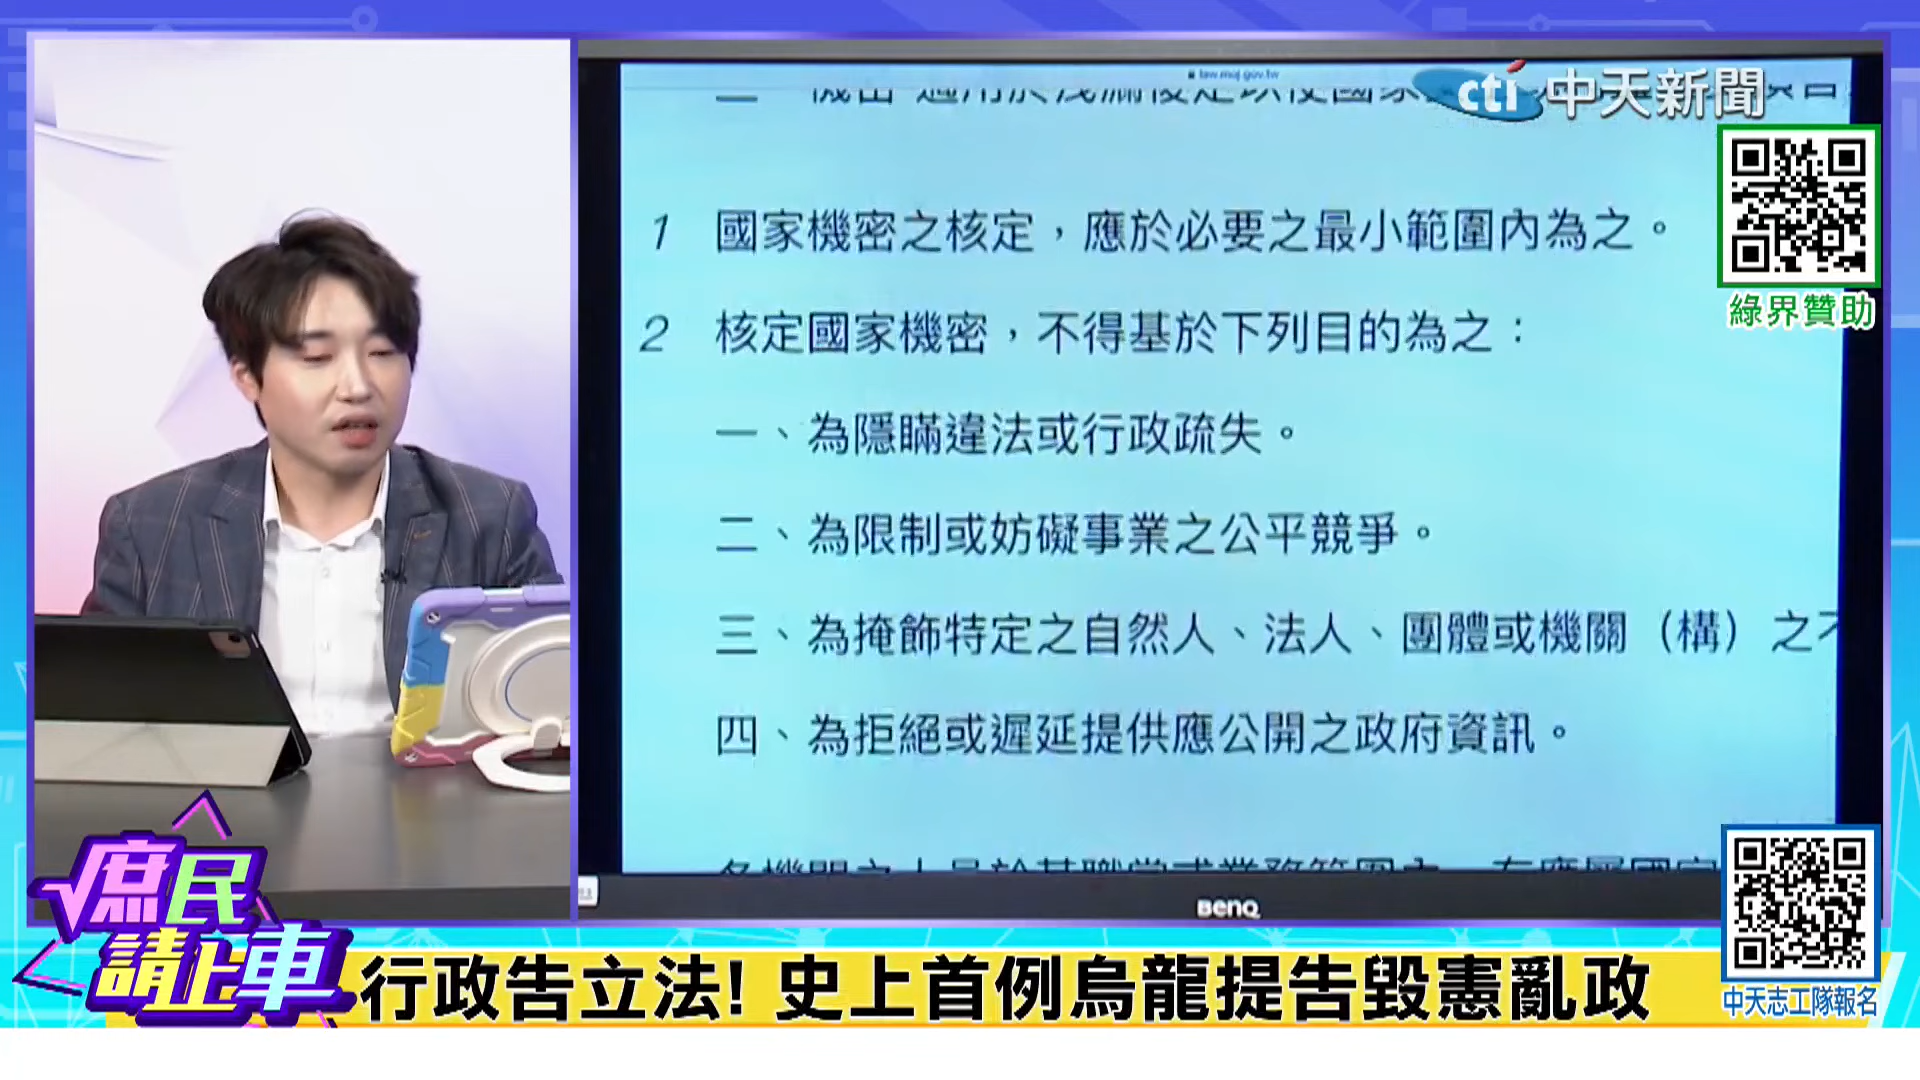 law.moj.gov.tw
cti 中天新聞
1 國家機密之核定，應於必要之最小範圍內為之。
2 核定國家機密，不得基於下列目的為之：
一、為隱瞞違法或行政疏失。
二、為限制或妨礙事業之公平競爭。
三、為掩飾特定之自然人、法人、團體或機關（構）之不
四、為拒絕或遲延提供應公開之政府資訊。
綠界贊助
BenQ
庶民請上車
行政告立法! 史上首例烏龍提告毀憲亂政
中天志工隊報名